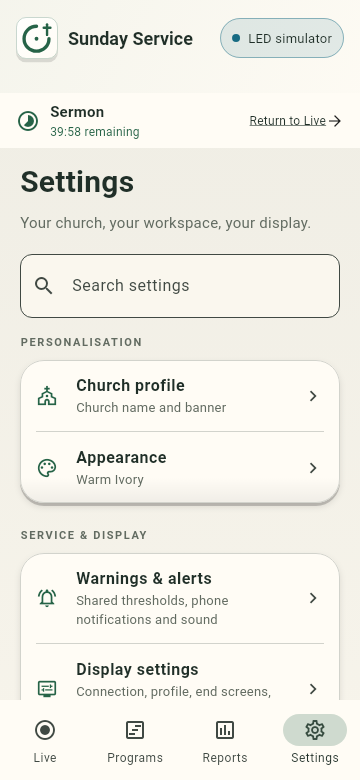 Sunday Service
LED simulator
Sermon
39:58 remaining
Return to Live
Settings
Your church, your workspace, your display.
Search settings
PERSONALISATION
Church profile
Church name and banner
Appearance
Warm Ivory
SERVICE & DISPLAY
Warnings & alerts
Shared thresholds, phone
notifications and sound
Display settings
Connection, profile, end screens,
Live
Programs
Reports
Settings